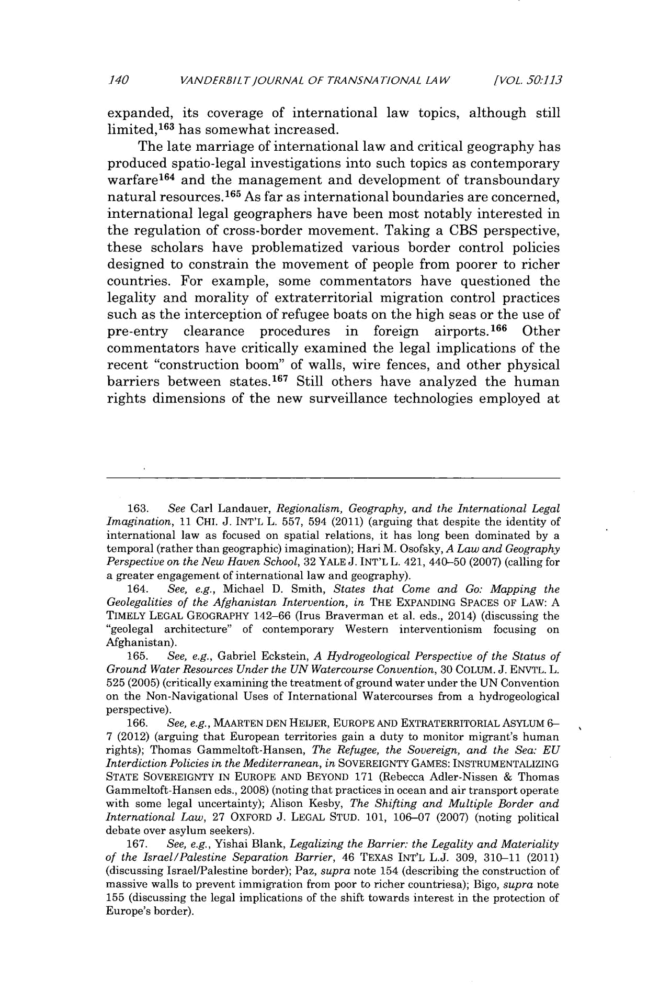 140 VANDERBILT JOURNAL OF TRANSNATIONAL LAW [VOL. 50:113
expanded, its coverage of international law topics, although still
limited,163 has somewhat increased.
The late marriage of international law and critical geography has
produced spatio-legal investigations into such topics as contemporary
warfare164 and the management and development of transboundary
natural resources.165 As far as international boundaries are concerned,
international legal geographers have been most notably interested in
the regulation of cross-border movement. Taking a CBS perspective,
these scholars have problematized various border control policies
designed to constrain the movement of people from poorer to richer
countries. For example, some commentators have questioned the
legality and morality of extraterritorial migration control practices
such as the interception of refugee boats on the high seas or the use of
pre-entry clearance procedures in foreign airports.166 Other
commentators have critically examined the legal implications of the
recent “construction boom” of walls, wire fences, and other physical
barriers between states.167 Still others have analyzed the human
rights dimensions of the new surveillance technologies employed at
163. See Carl Landauer, Regionalism, Geography, and the International Legal
Imagination, 11 CHI. J. INT'L L. 557, 594 (2011) (arguing that despite the identity of
international law as focused on spatial relations, it has long been dominated by a
temporal (rather than geographic) imagination); Hari M. Osofsky, A Law and Geography
Perspective on the New Haven School, 32 YALE J. INT'L L. 421, 440–50 (2007) (calling for
a greater engagement of international law and geography).
164. See, e.g., Michael D. Smith, States that Come and Go: Mapping the
Geolegalities of the Afghanistan Intervention, in THE EXPANDING SPACES OF LAW: A
TIMELY LEGAL GEOGRAPHY 142–66 (Irus Braverman et al. eds., 2014) (discussing the
“geolegal architecture” of contemporary Western interventionism focusing on
Afghanistan).
165. See, e.g., Gabriel Eckstein, A Hydrogeological Perspective of the Status of
Ground Water Resources Under the UN Watercourse Convention, 30 COLUM. J. ENVTL. L.
525 (2005) (critically examining the treatment of ground water under the UN Convention
on the Non-Navigational Uses of International Watercourses from a hydrogeological
perspective).
166. See, e.g., MAARTEN DEN HEIJER, EUROPE AND EXTRATERRITORIAL ASYLUM 6–
7 (2012) (arguing that European territories gain a duty to monitor migrant's human
rights); Thomas Gammeltoft-Hansen, The Refugee, the Sovereign, and the Sea: EU
Interdiction Policies in the Mediterranean, in SOVEREIGNTY GAMES: INSTRUMENTALIZING
STATE SOVEREIGNTY IN EUROPE AND BEYOND 171 (Rebecca Adler-Nissen & Thomas
Gammeltoft-Hansen eds., 2008) (noting that practices in ocean and air transport operate
with some legal uncertainty); Alison Kesby, The Shifting and Multiple Border and
International Law, 27 OXFORD J. LEGAL STUD. 101, 106–07 (2007) (noting political
debate over asylum seekers).
167. See, e.g., Yishai Blank, Legalizing the Barrier: the Legality and Materiality
of the Israel/Palestine Separation Barrier, 46 TEXAS INT'L L.J. 309, 310–11 (2011)
(discussing Israel/Palestine border); Paz, supra note 154 (describing the construction of
massive walls to prevent immigration from poor to richer countriesa); Bigo, supra note
155 (discussing the legal implications of the shift towards interest in the protection of
Europe's border).